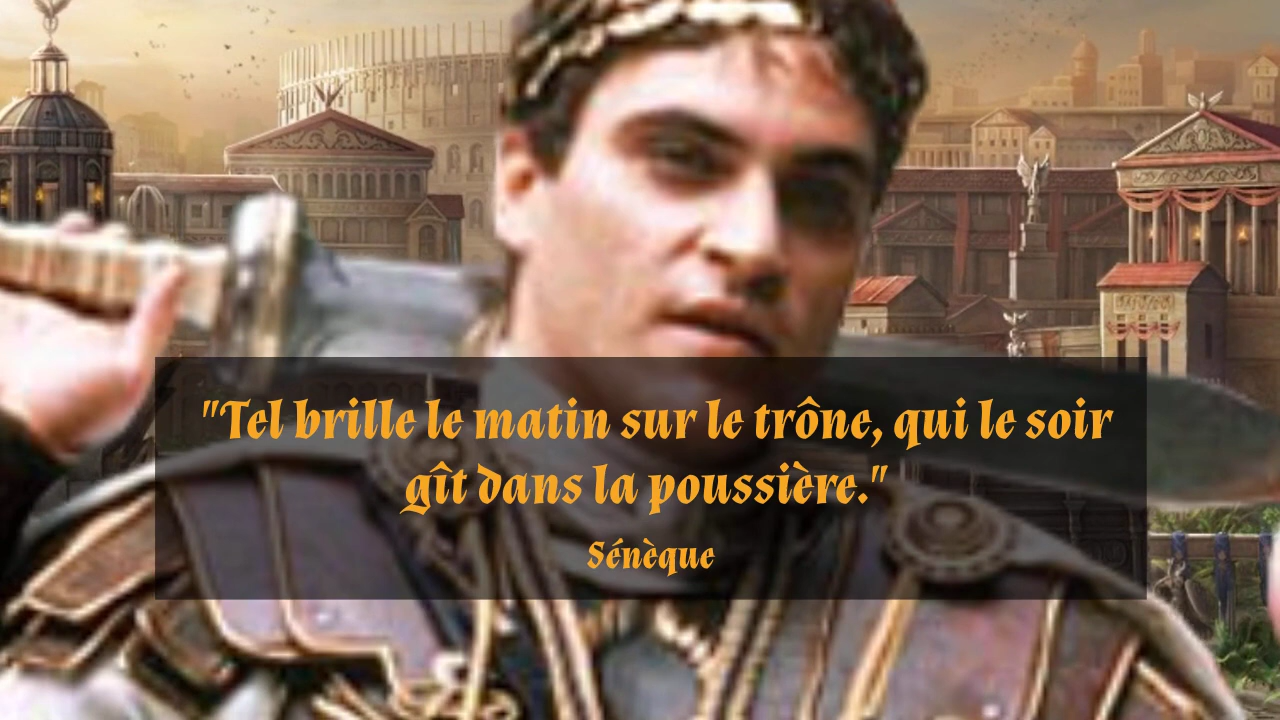 "Tel brille le matin sur le trône, qui le soir
gît dans la poussière."
Sénèque